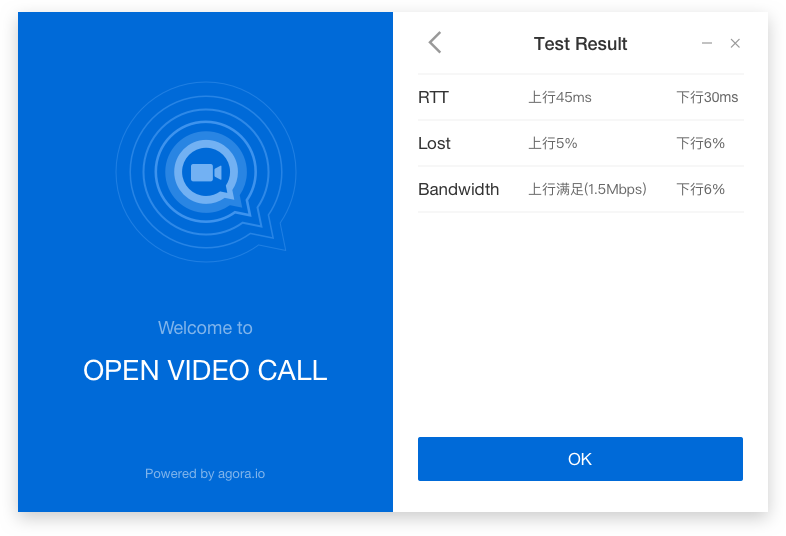 Welcome to
OPEN VIDEO CALL
Powered by agora.io
Test Result
RTT 上行45ms 下行30ms
Lost 上行5% 下行6%
Bandwidth 上行满足(1.5Mbps) 下行6%
OK